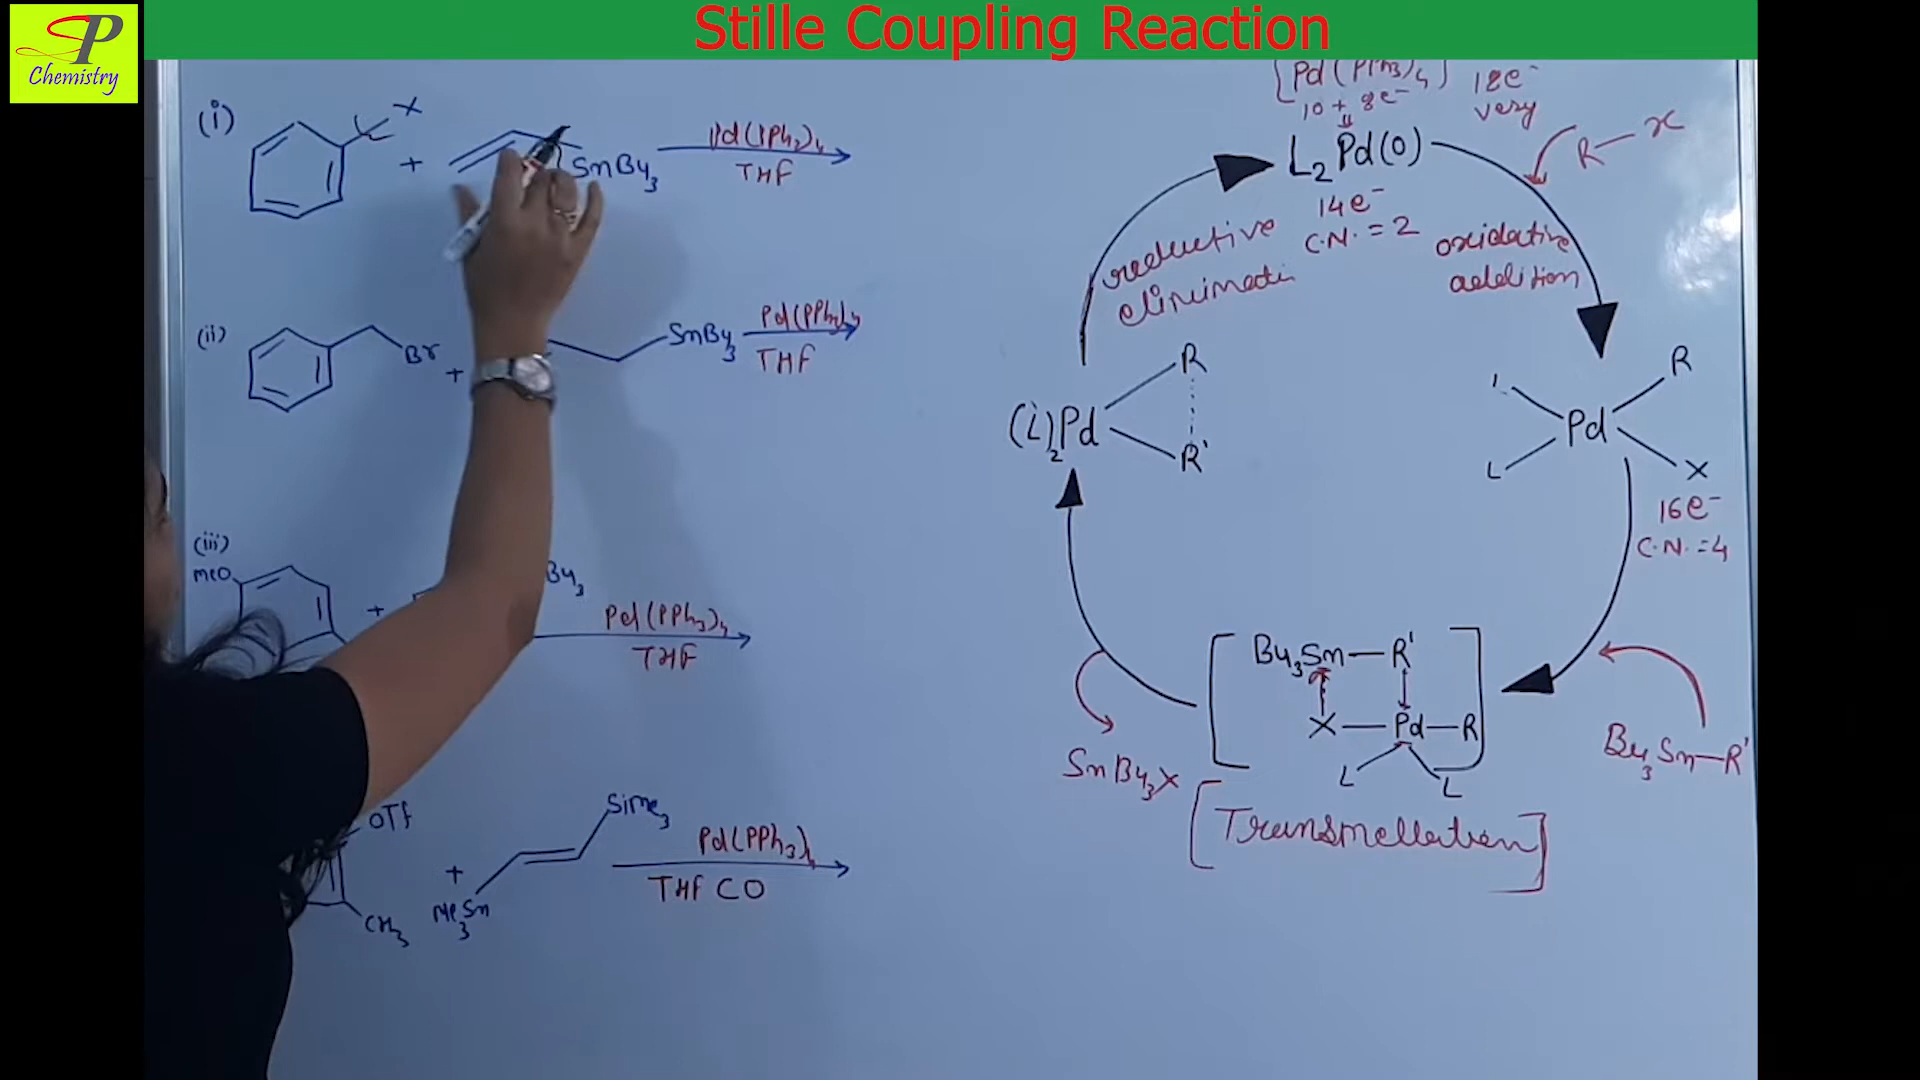 Stille Coupling Reaction
SP
Chemistry
(i)
X
+
SnBu3
Pd(PPh3)4
THF
(ii)
Br
+
SnBu3
Pd(PPh3)4
THF
(iii)
MeO
+
Bu3
Pd(PPh3)4
THF
OTf
CH3
+
Me3Sn
SiMe3
Pd(PPh3)4
THF CO
[Pd(PPh3)4] 18e-
10 + 8e- very
L2Pd(0)
14e-
C.N. = 2
R-X
oxidative
addition
reductive
L R
Pd
L X
16e-
C.N. = 4
Bu3Sn-R'
Bu3Sn-R'
X-Pd-R
L L
[Transmellation]
SnBu3X
(L)2Pd
R
R'